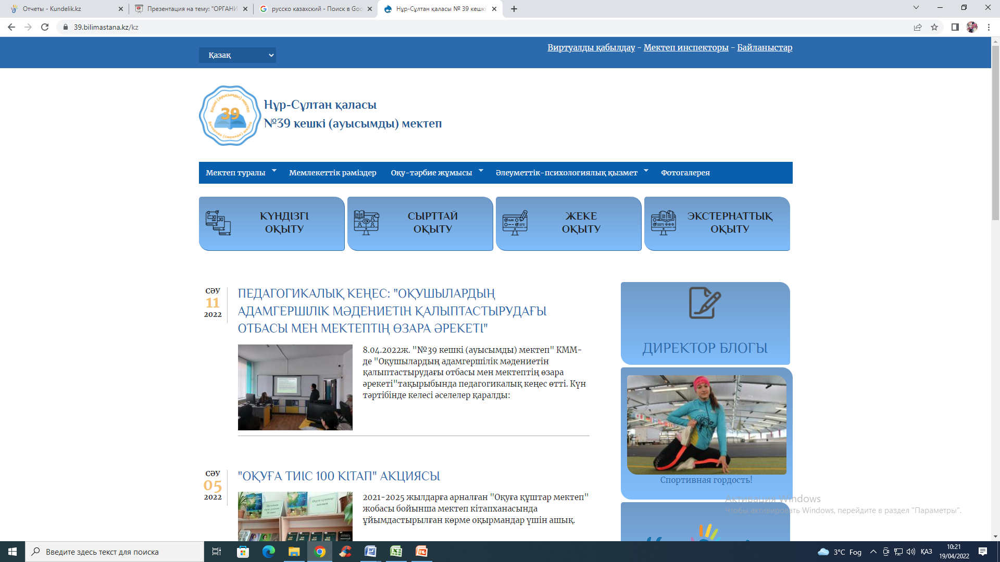 Отчеты - Kundelik.kz
Презентация на тему: "ОРГАНИ
русско казахский - Поиск в Goo
Нұр-Сұлтан қаласы № 39 кешкі
39.bilimastana.kz/kz
Қазақ
Виртуалды қабылдау - Мектеп инспекторы - Байланыстар
Кешкі (ауысымды) мектеп
39
Вечерняя (сменная) школа
Нұр-Сұлтан қаласы
№39 кешкі (ауысымды) мектеп
Мектеп туралы
Мемлекеттік рәміздер
Оқу-тәрбие жұмысы
Әлеуметтік-психологиялық қызмет
Фотогалерея
КҮНДІЗГІ
ОҚЫТУ
СЫРТТАЙ
ОҚЫТУ
ЖЕКЕ
ОҚЫТУ
ЭКСТЕРНАТТЫҚ
ОҚЫТУ
СӘУ
11
2022
ПЕДАГОГИКАЛЫҚ КЕҢЕС: "ОҚУШЫЛАРДЫҢ
АДАМГЕРШІЛІК МӘДЕНИЕТІН ҚАЛЫПТАСТЫРУДАҒЫ
ОТБАСЫ МЕН МЕКТЕПТІҢ ӨЗАРА ӘРЕКЕТІ"
8.04.2022ж. "№39 кешкі (ауысымды) мектеп" КММ-
де "Оқушылардың адамгершілік мәдениетін
қалыптастырудағы отбасы мен мектептің өзара
әрекеті"тақырыбында педагогикалық кеңес өтті. Күн
тәртібінде келесі әселелер қаралды:
ДИРЕКТОР БЛОГЫ
Спортивная гордость!
СӘУ
05
2022
"ОҚУҒА ТИІС 100 КІТАП" АКЦИЯСЫ
2021-2025 жылдарға арналған "Оқуға құштар мектеп"
жобасы бойынша мектеп кітапханасында
ұйымдастырылған көрме оқырмандар үшін ашық.
Активация Windows
Чтобы активировать Windows, перейдите в раздел "Параметры".
Введите здесь текст для поиска
3°C Fog
ҚАЗ
10:21
19/04/2022